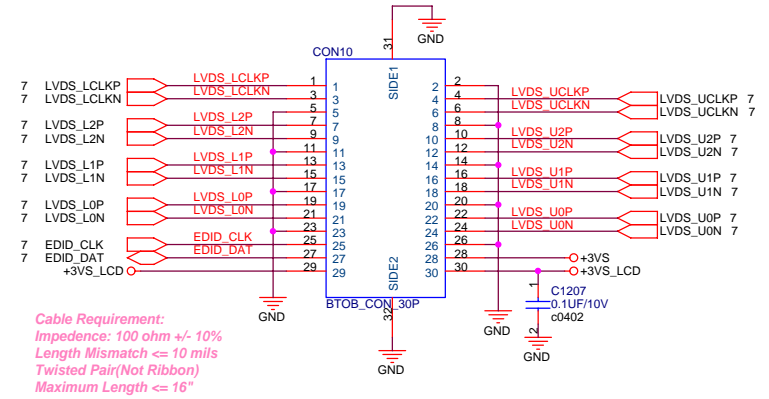 31
GND
CON10
SIDE1
7 LVDS_LCLKP LVDS_LCLKP 1 1 2 2
7 LVDS_LCLKN LVDS_LCLKN 3 3 4 4 LVDS_UCLKP LVDS_UCLKP 7
5 5 6 6 LVDS_UCLKN LVDS_UCLKN 7
7 LVDS_L2P LVDS_L2P 7 7 8 8
7 LVDS_L2N LVDS_L2N 9 9 10 10 LVDS_U2P LVDS_U2P 7
11 11 12 12 LVDS_U2N LVDS_U2N 7
7 LVDS_L1P LVDS_L1P 13 13 14 14
7 LVDS_L1N LVDS_L1N 15 15 16 16 LVDS_U1P LVDS_U1P 7
17 17 18 18 LVDS_U1N LVDS_U1N 7
7 LVDS_L0P LVDS_L0P 19 19 20 20
7 LVDS_L0N LVDS_L0N 21 21 22 22 LVDS_U0P LVDS_U0P 7
23 23 24 24 LVDS_U0N LVDS_U0N 7
7 EDID_CLK EDID_CLK 25 25 26 26
7 EDID_DAT EDID_DAT 27 27 28 28 +3VS
+3VS_LCD 29 29 30 30 +3VS_LCD
SIDE2
BTOB_CON_30P
32
GND
GND
GND
1
C1207
0.1UF/10V
c0402
2
GND
Cable Requirement:
Impedence: 100 ohm +/- 10%
Length Mismatch <= 10 mils
Twisted Pair(Not Ribbon)
Maximum Length <= 16"